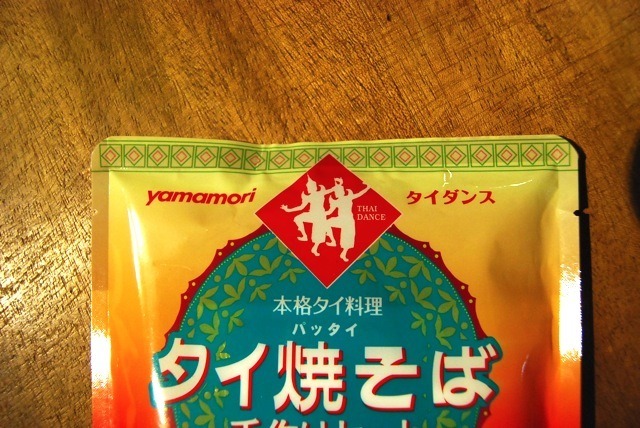 yamamori
THAI
DANCE
タイダンス
本格タイ料理
パッタイ
タイ焼そば